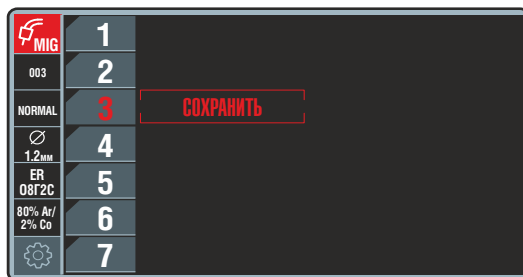 MIG
003
NORMAL
Ø
1.2мм
ER
08Г2С
80% Ar/
2% Co
1
2
3
СОХРАНИТЬ
4
5
6
7